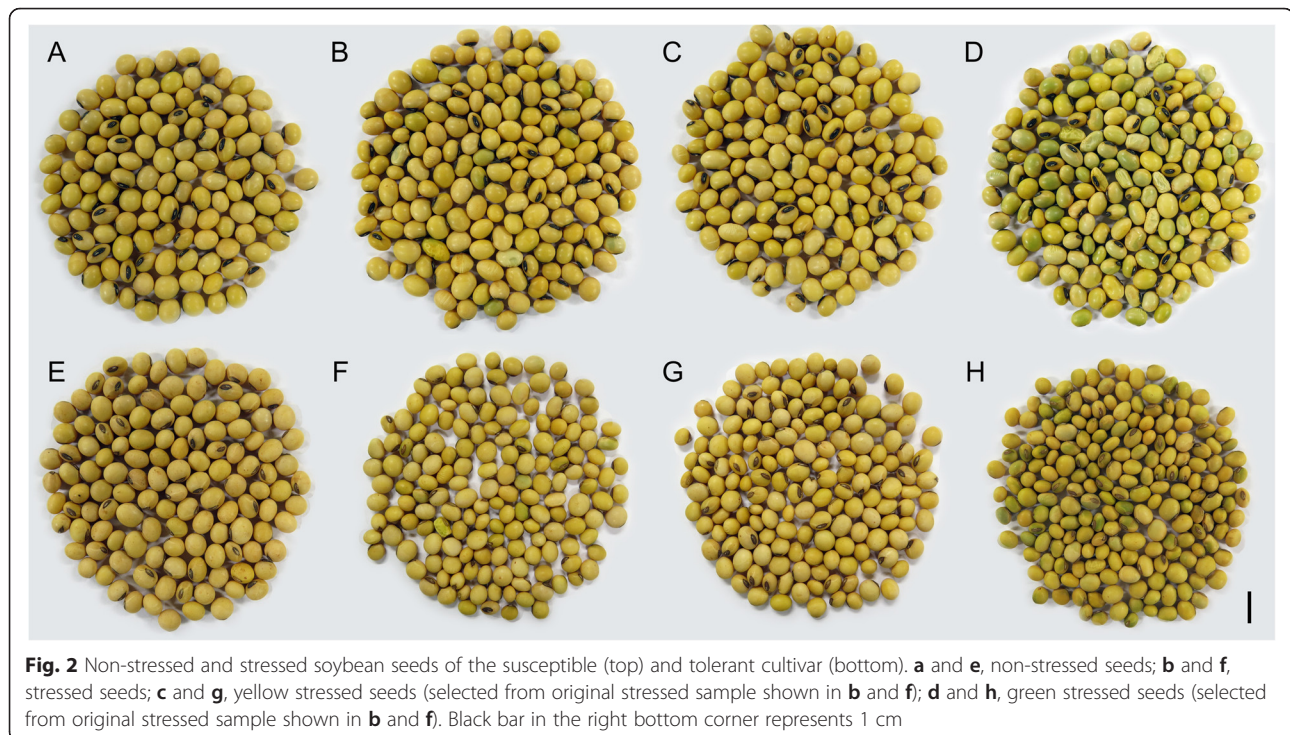 A
B
C
D
E
F
G
H
Fig. 2 Non-stressed and stressed soybean seeds of the susceptible (top) and tolerant cultivar (bottom). a and e, non-stressed seeds; b and f,
stressed seeds; c and g, yellow stressed seeds (selected from original stressed sample shown in b and f); d and h, green stressed seeds (selected
from original stressed sample shown in b and f). Black bar in the right bottom corner represents 1 cm